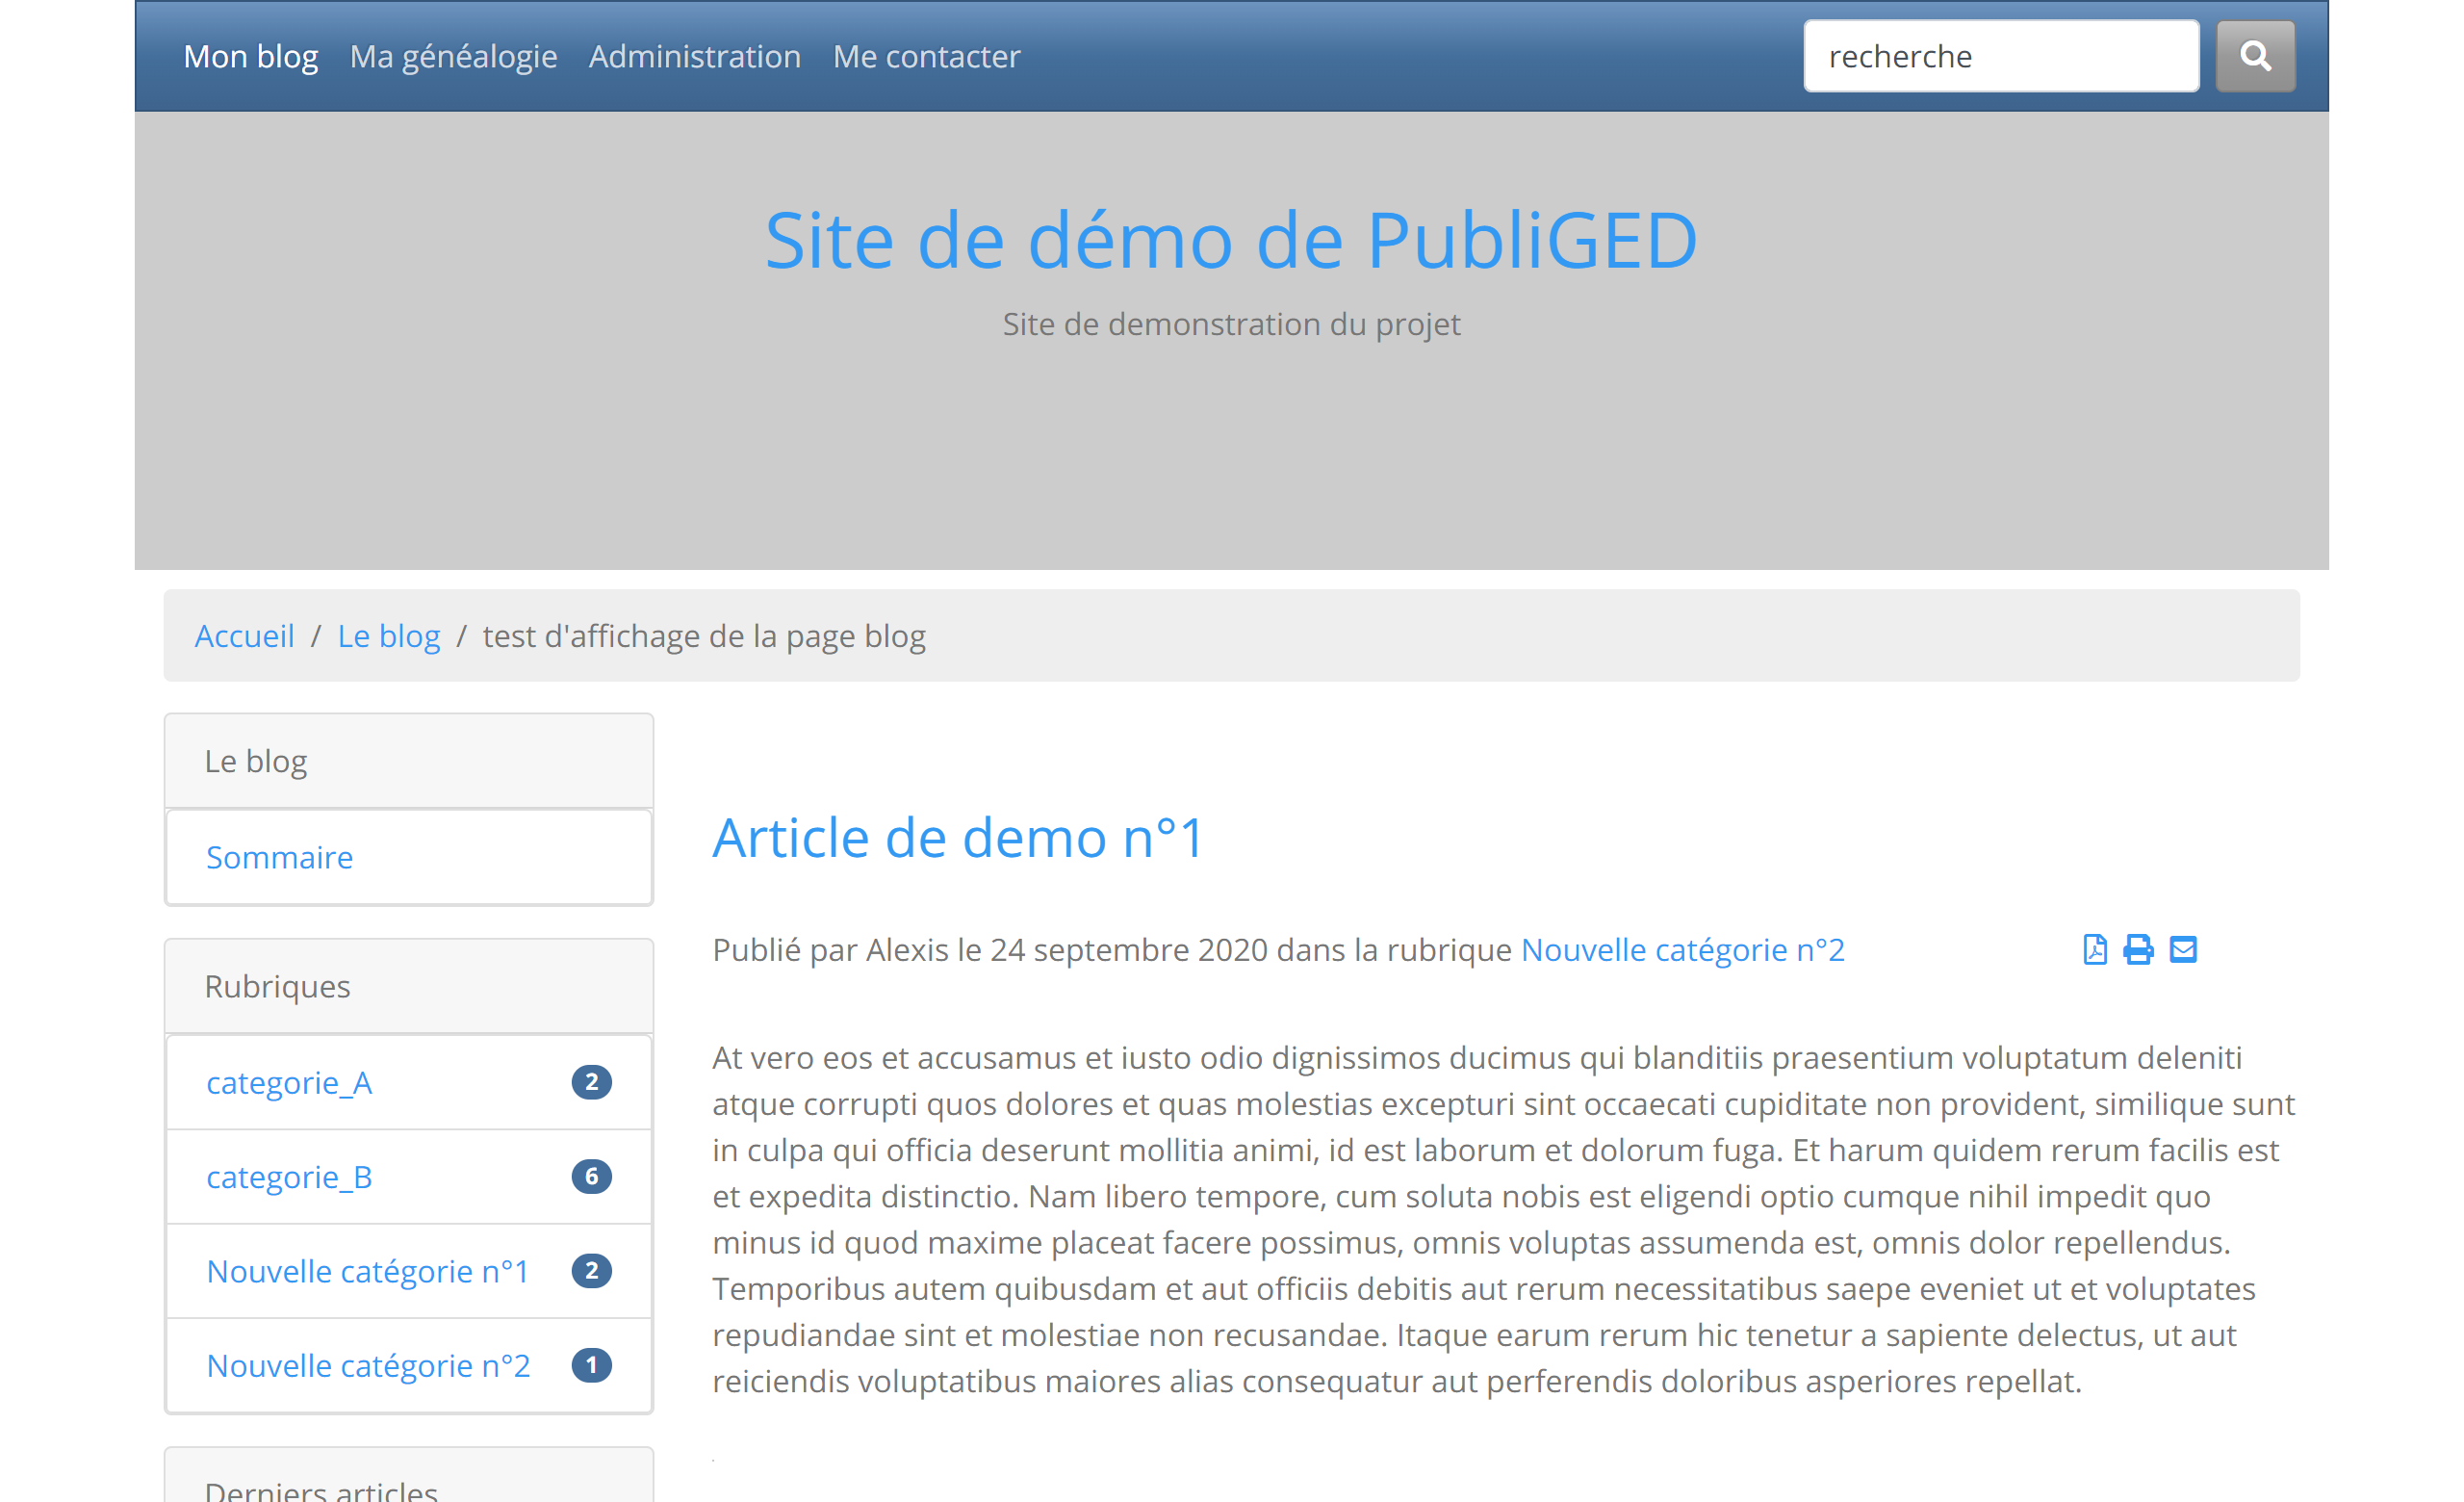 Mon blog Ma généalogie Administration Me contacter recherche
Site de démo de PubliGED
Site de demonstration du projet
Accueil / Le blog / test d'affichage de la page blog
Le blog
Sommaire
Rubriques
categorie_A 2
categorie_B 6
Nouvelle catégorie n°1 2
Nouvelle catégorie n°2 1
Derniers articles
Article de demo n°1
Publié par Alexis le 24 septembre 2020 dans la rubrique Nouvelle catégorie n°2
At vero eos et accusamus et iusto odio dignissimos ducimus qui blanditiis praesentium voluptatum deleniti
atque corrupti quos dolores et quas molestias excepturi sint occaecati cupiditate non provident, similique sunt
in culpa qui officia deserunt mollitia animi, id est laborum et dolorum fuga. Et harum quidem rerum facilis est
et expedita distinctio. Nam libero tempore, cum soluta nobis est eligendi optio cumque nihil impedit quo
minus id quod maxime placeat facere possimus, omnis voluptas assumenda est, omnis dolor repellendus.
Temporibus autem quibusdam et aut officiis debitis aut rerum necessitatibus saepe eveniet ut et voluptates
repudiandae sint et molestiae non recusandae. Itaque earum rerum hic tenetur a sapiente delectus, ut aut
reiciendis voluptatibus maiores alias consequatur aut perferendis doloribus asperiores repellat.